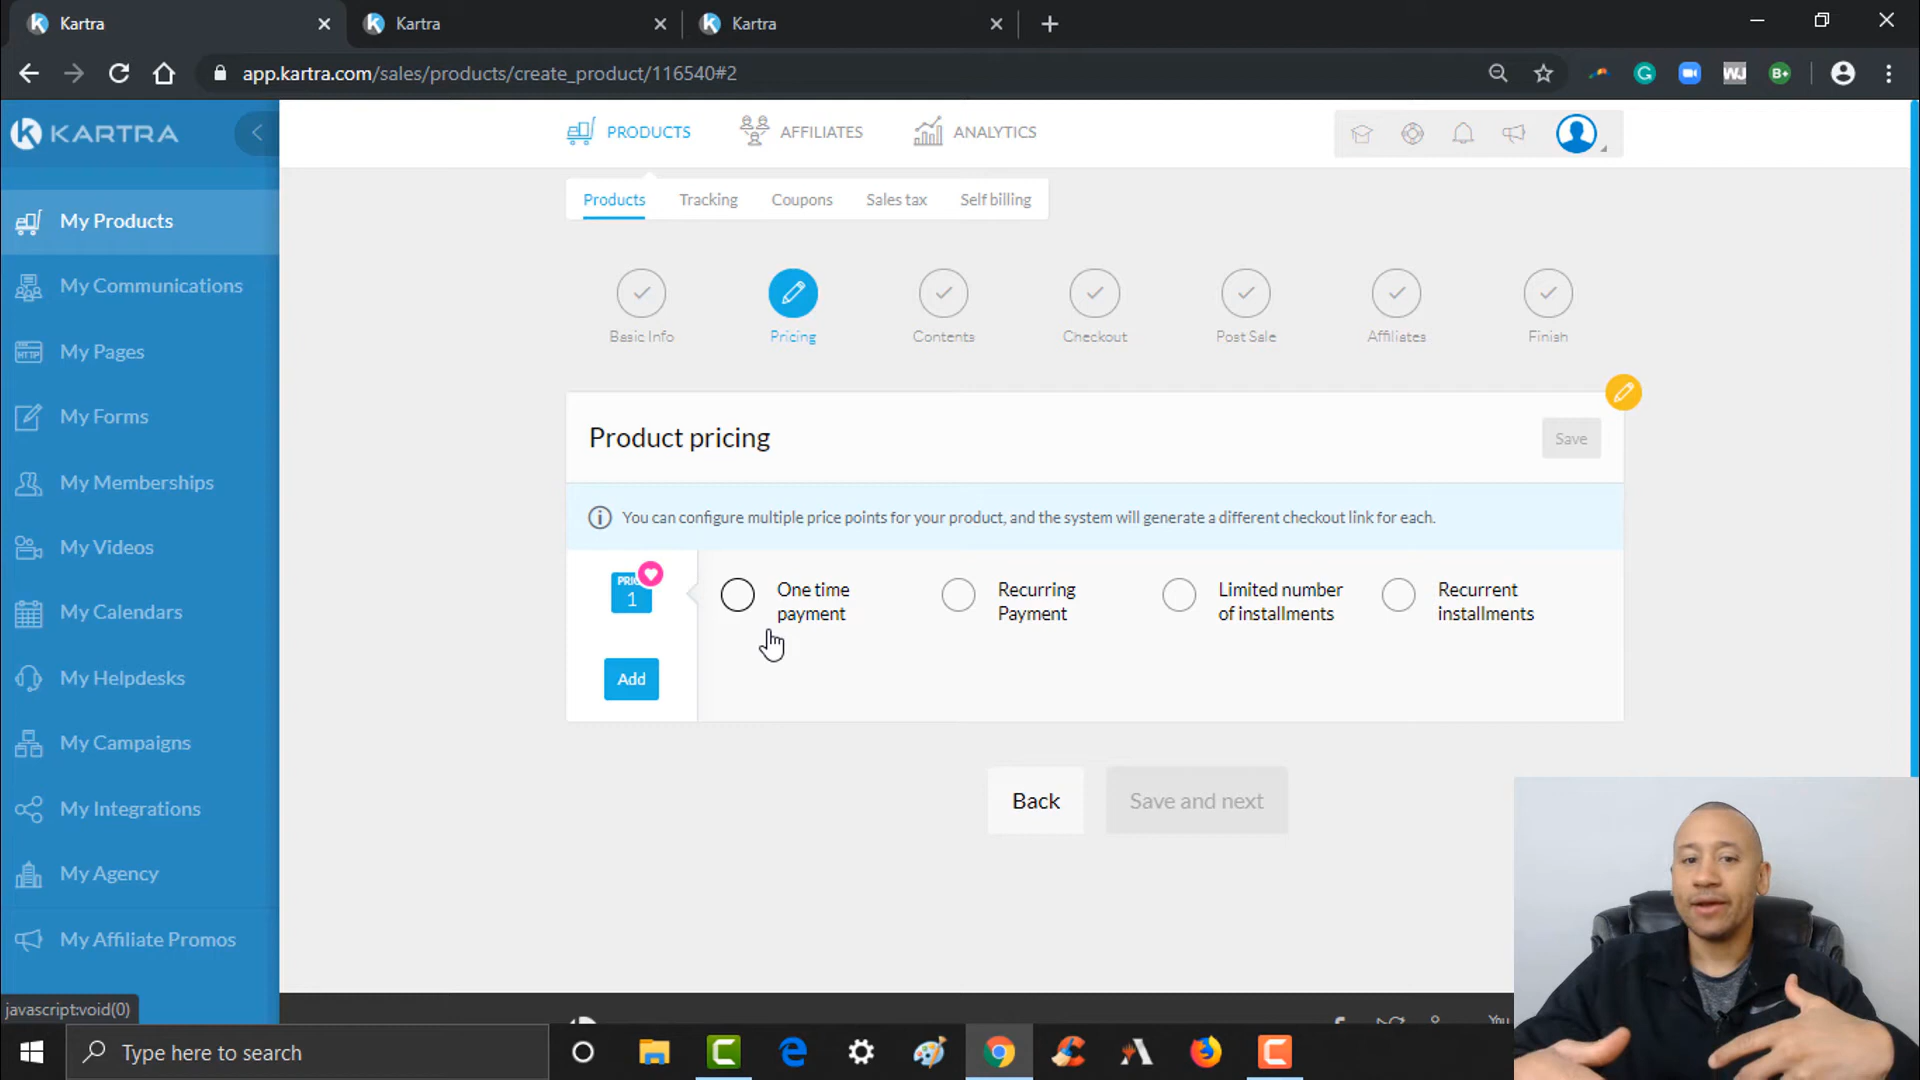 Kartra
Kartra
Kartra
app.kartra.com/sales/products/create_product/116540#2
KARTRA
PRODUCTS
AFFILIATES
ANALYTICS
Products
Tracking
Coupons
Sales tax
Self billing
My Products
My Communications
My Pages
My Forms
My Memberships
My Videos
My Calendars
My Helpdesks
My Campaigns
My Integrations
My Agency
My Affiliate Promos
Basic Info
Pricing
Contents
Checkout
Post Sale
Affiliates
Finish
Product pricing
Save
You can configure multiple price points for your product, and the system will generate a different checkout link for each.
1
One time
payment
Recurring
Payment
Limited number
of installments
Recurrent
installments
Add
Back
Save and next
javascript:void(0)
Type here to search